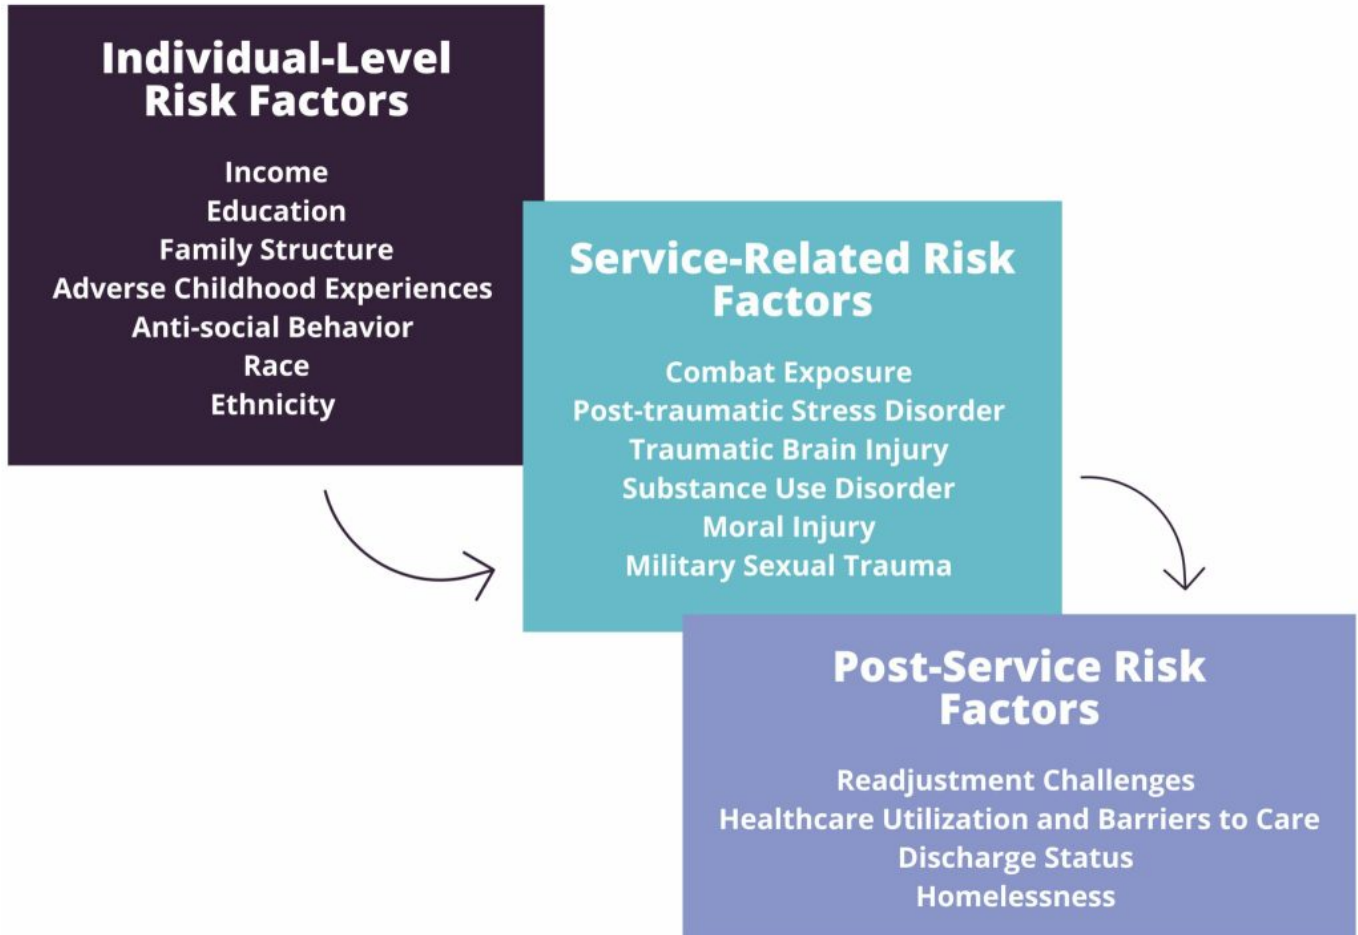 Individual-Level
Risk Factors
Income
Education
Family Structure
Adverse Childhood Experiences
Anti-social Behavior
Race
Ethnicity
Service-Related Risk
Factors
Combat Exposure
Post-traumatic Stress Disorder
Traumatic Brain Injury
Substance Use Disorder
Moral Injury
Military Sexual Trauma
Post-Service Risk
Factors
Readjustment Challenges
Healthcare Utilization and Barriers to Care
Discharge Status
Homelessness